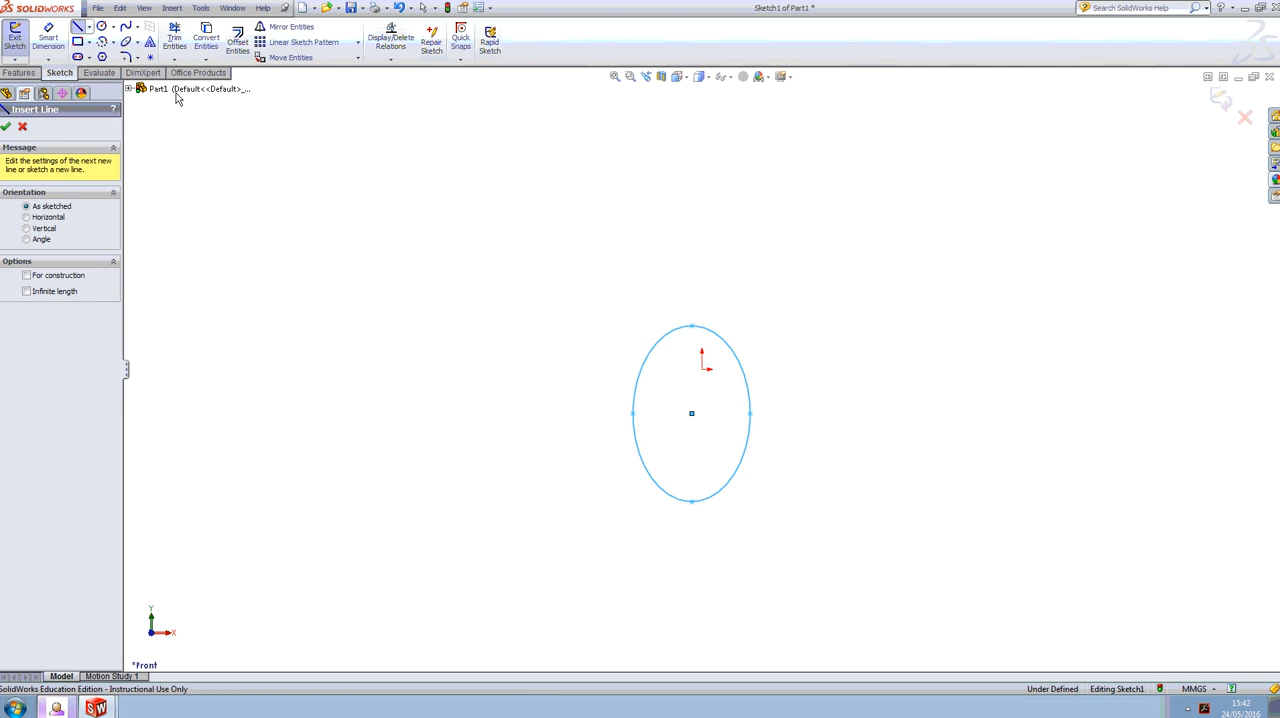 SOLIDWORKS File Edit View Insert Tools Window Help Sketch1 of Part1 * Search SolidWorks Help
Exit Sketch
Smart Dimension
Trim Entities
Convert Entities
Offset Entities
Mirror Entities
Linear Sketch Pattern
Move Entities
Display/Delete Relations
Repair Sketch
Quick Snaps
Rapid Sketch
Features Sketch Evaluate DimXpert Office Products
Part1 (Default<<Default>_...
Insert Line ?
Message
Edit the settings of the next new
line or sketch a new line.
Orientation
As sketched
Horizontal
Vertical
Angle
Options
For construction
Infinite length
Y
X
*Front
Model Motion Study 1
SolidWorks Education Edition - Instructional Use Only Under Defined Editing Sketch1 MMGS
15:42
24/05/2016